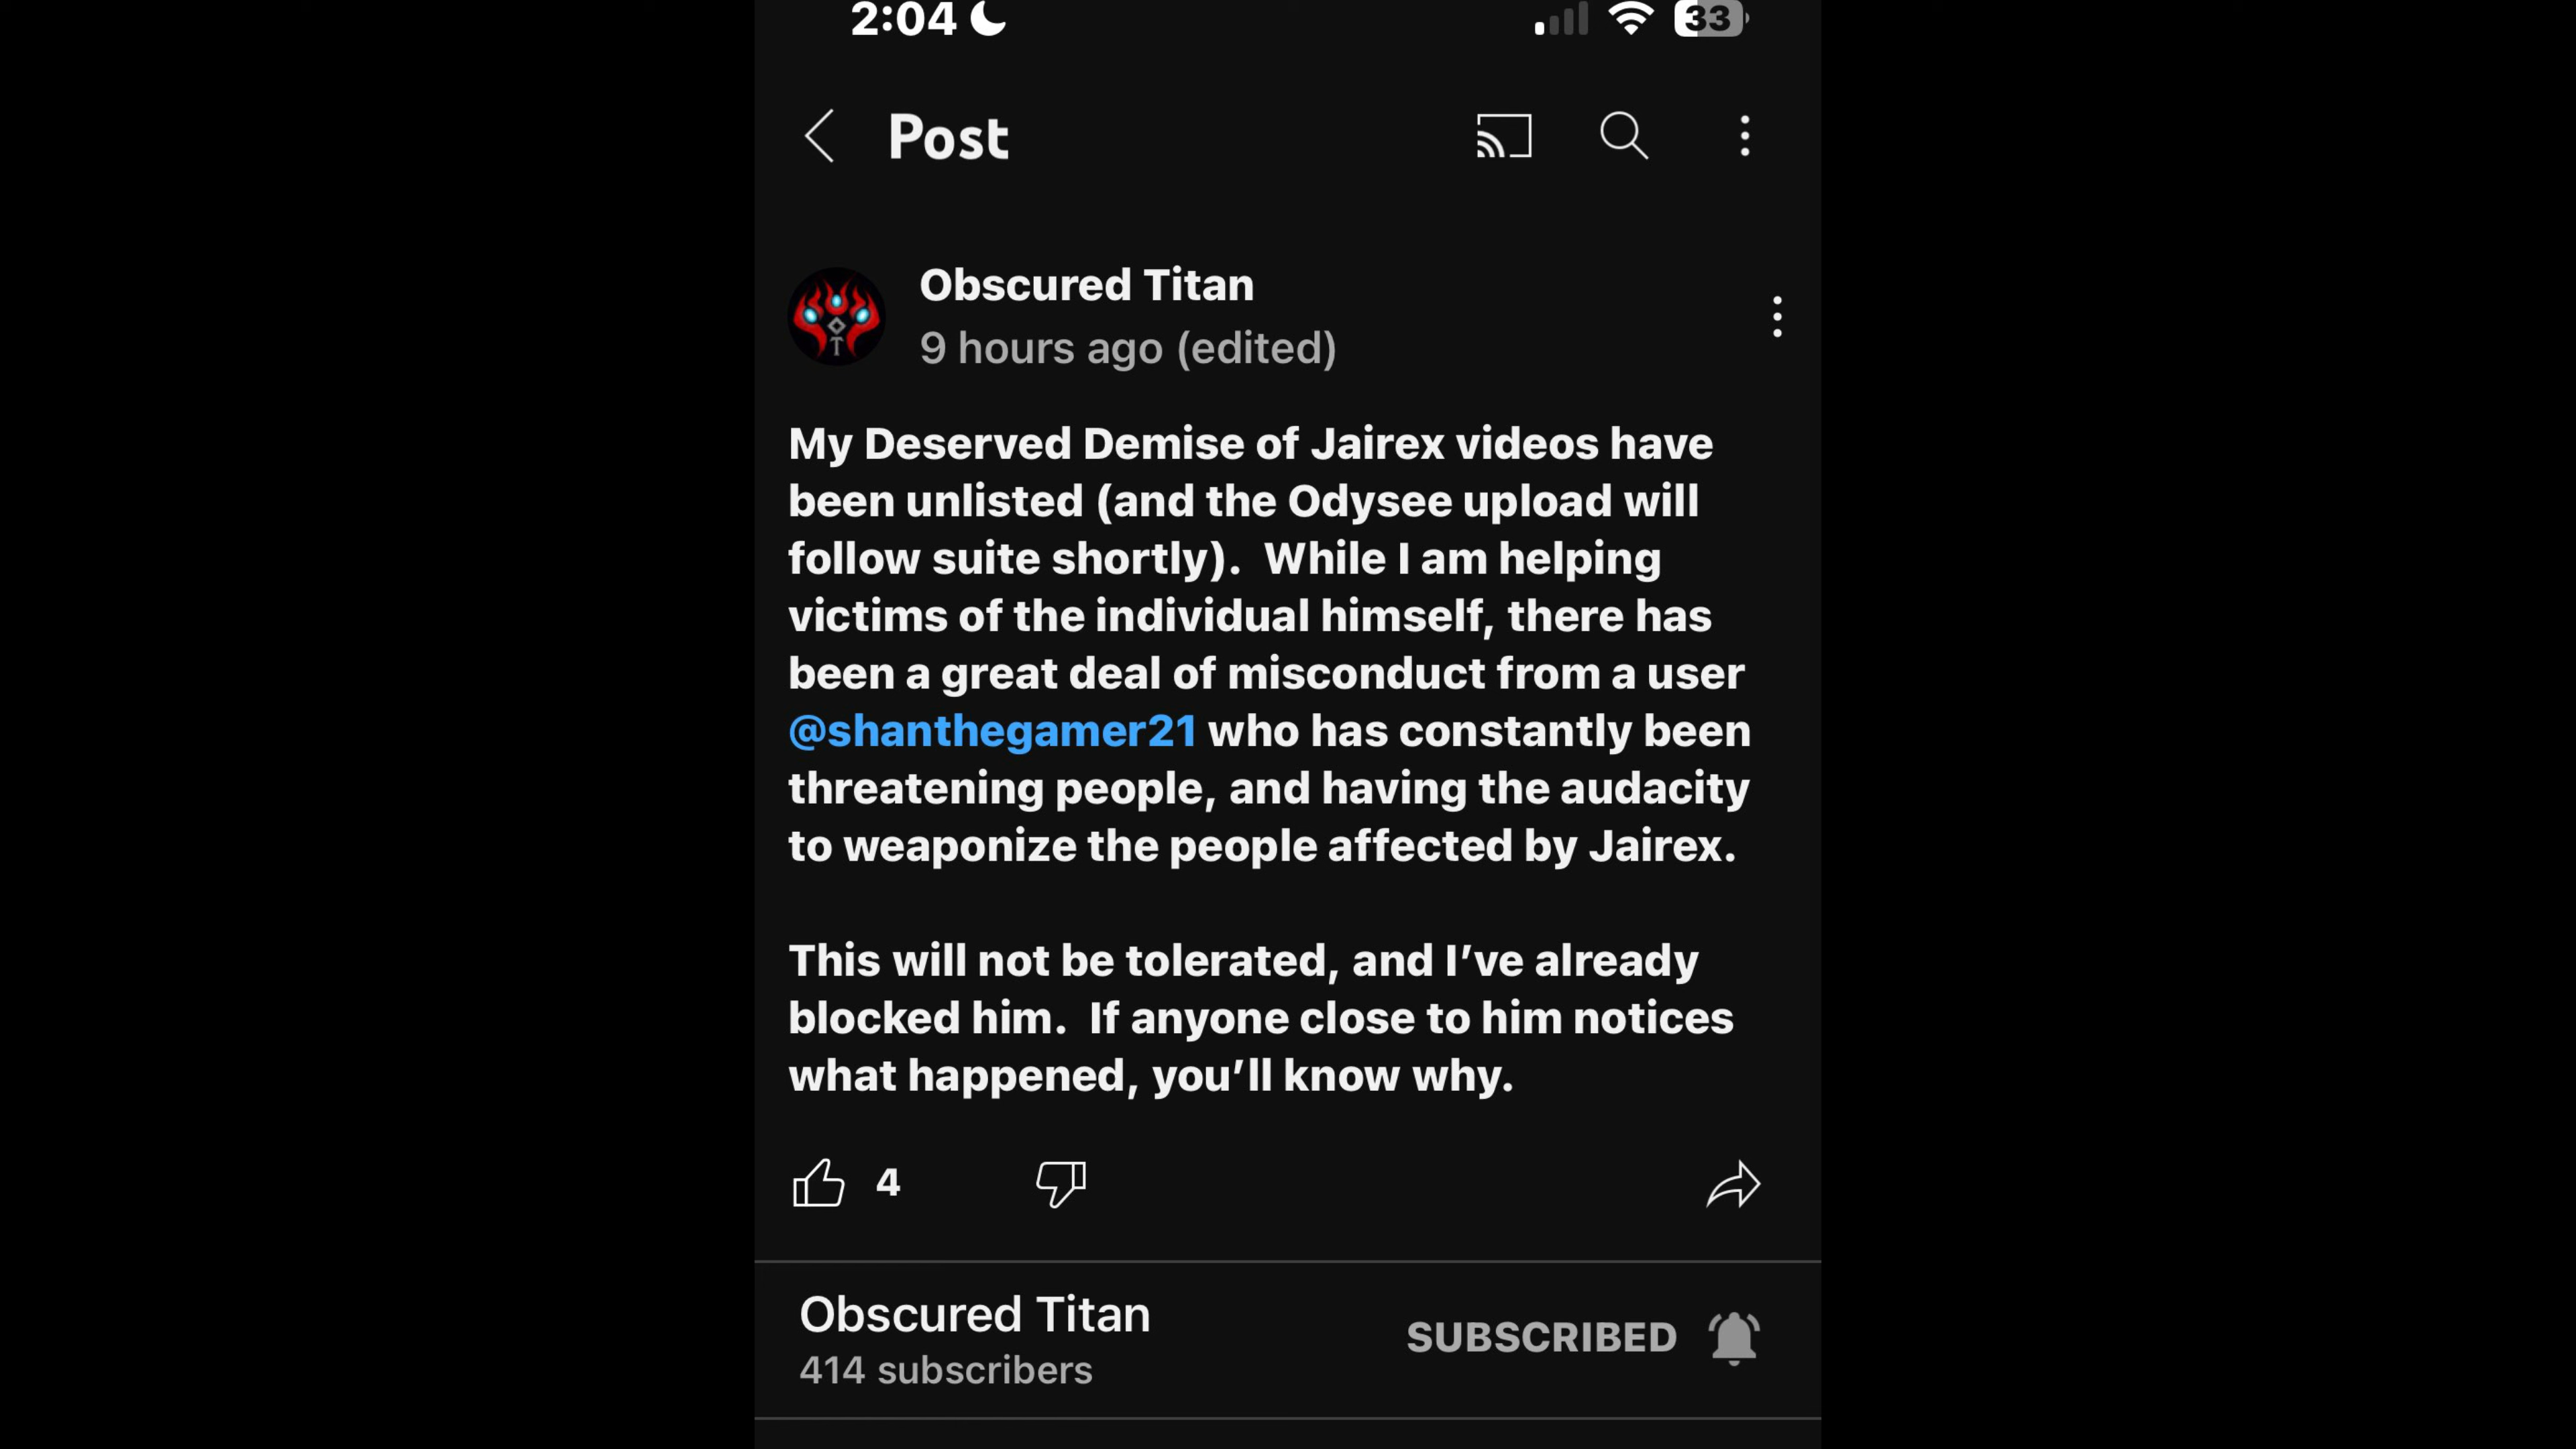 2:04
33
Post
Obscured Titan
9 hours ago (edited)
My Deserved Demise of Jairex videos have
been unlisted (and the Odysee upload will
follow suite shortly).  While I am helping
victims of the individual himself, there has
been a great deal of misconduct from a user
@shanthegamer21 who has constantly been
threatening people, and having the audacity
to weaponize the people affected by Jairex.
This will not be tolerated, and I’ve already
blocked him.  If anyone close to him notices
what happened, you’ll know why.
4
Obscured Titan
SUBSCRIBED
414 subscribers